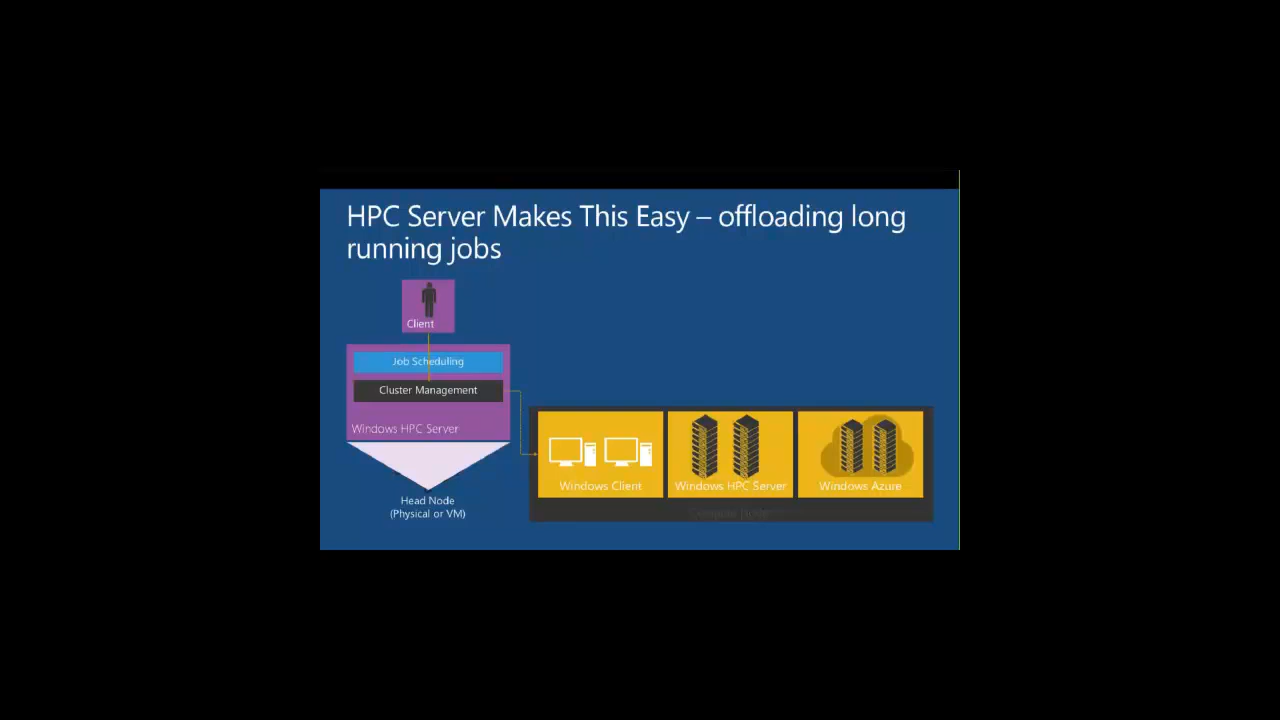 HPC Server Makes This Easy – offloading long
running jobs
Client
Job Scheduling
Cluster Management
Windows HPC Server
Head Node
(Physical or VM)
Windows Client
Windows HPC Server
Windows Azure